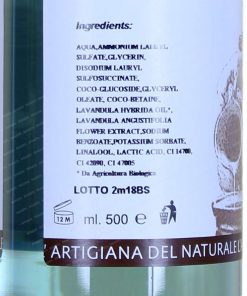 Ingredients:
AQUA,AMMONIUM LAURYL
SULFATE,GLYCERIN,
DISODIUM LAURYL
SULFOSUCCINATE,
COCO-GLUCOSIDE,GLYCERYL
OLEATE, COCO-BETAINE,
LAVANDULA HYBRIDA OIL*,
LAVANDULA ANGUSTIFOLIA
FLOWER EXTRACT,SODIUM
BENZOATE,POTASSIUM SORBATE,
LINALOOL, LACTIC ACID, CI 14700,
CI 42090, CI 47005
* Da Agricoltura Biologica
LOTTO 2m18BS
12 M
ml. 500 e
ARTIGIANA DEL NATURALE